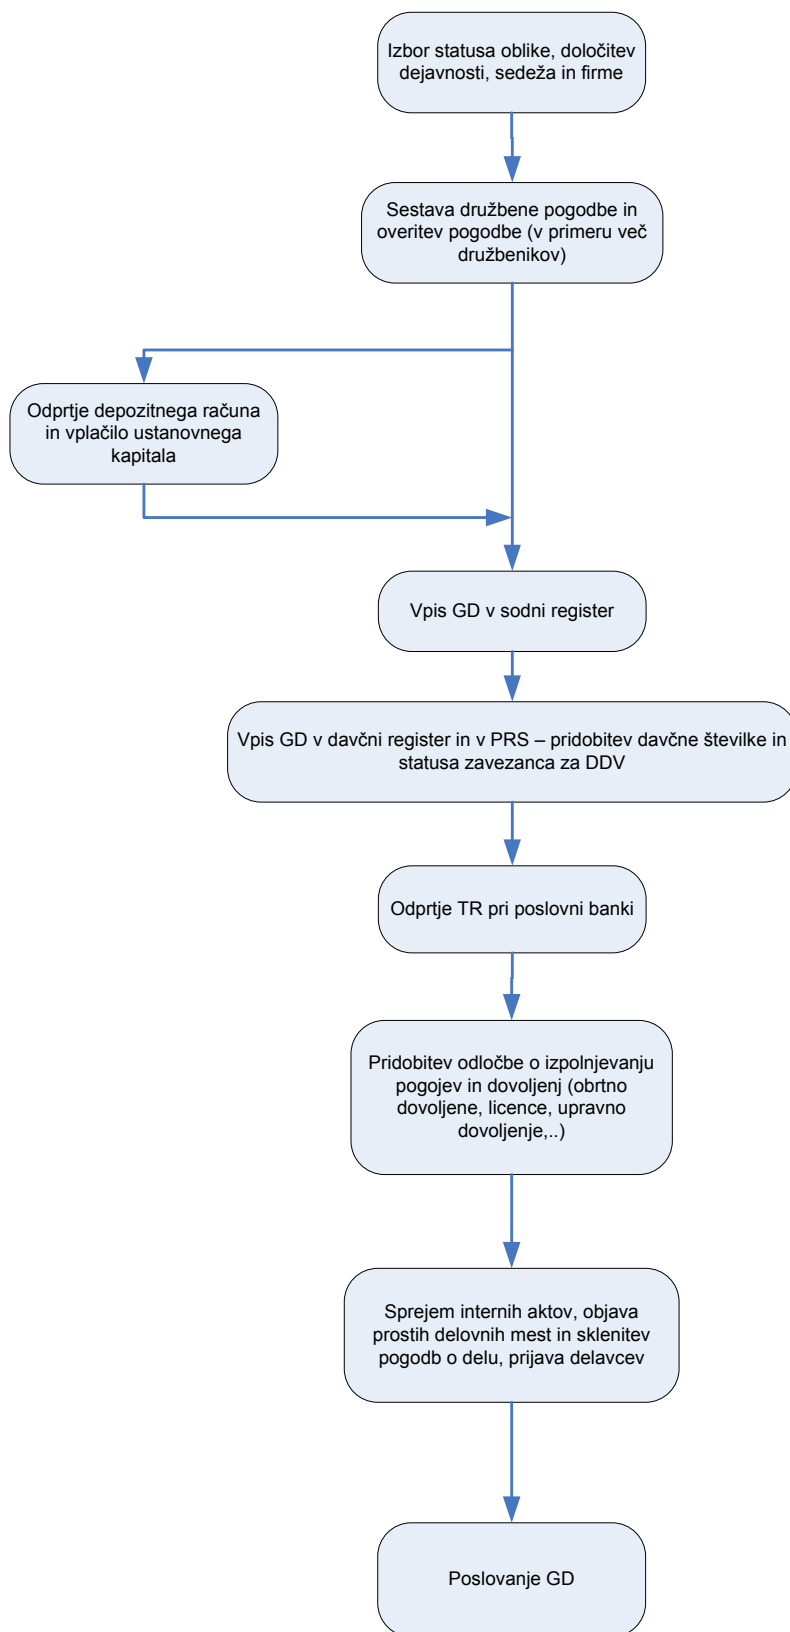 Izbor statusa oblike, določitev
dejavnosti, sedeža in firme
Sestava družbene pogodbe in
overitev pogodbe (v primeru več
družbenikov)
Odprtje depozitnega računa
in vplačilo ustanovnega
kapitala
Vpis GD v sodni register
Vpis GD v davčni register in v PRS – pridobitev davčne številke in
statusa zavezanca za DDV
Odprtje TR pri poslovni banki
Pridobitev odločbe o izpolnjevanju
pogojev in dovoljenj (obrtno
dovoljene, licence, upravno
dovoljenje,..)
Sprejem internih aktov, objava
prostih delovnih mest in sklenitev
pogodb o delu, prijava delavcev
Poslovanje GD